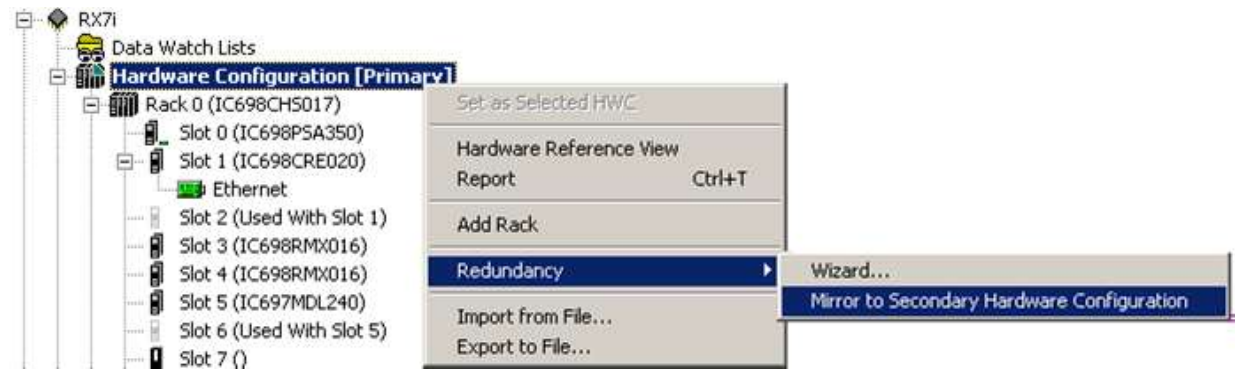 RX7i
Data Watch Lists
Hardware Configuration [Primary]
Rack 0 (IC698CHS017)
Slot 0 (IC698PSA350)
Slot 1 (IC698CRE020)
Ethernet
Slot 2 (Used With Slot 1)
Slot 3 (IC698RMX016)
Slot 4 (IC698RMX016)
Slot 5 (IC697MDL240)
Slot 6 (Used With Slot 5)
Slot 7 ()
Set as Selected HWC
Hardware Reference View
Report Ctrl+T
Add Rack
Redundancy
Import from File...
Export to File...
Wizard...
Mirror to Secondary Hardware Configuration